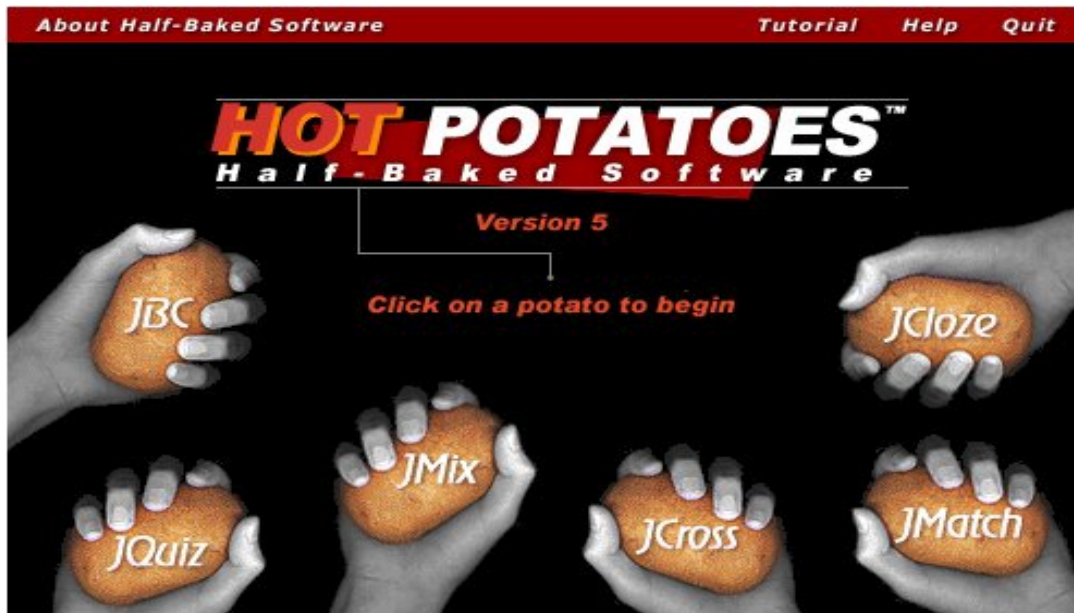 About Half-Baked Software Tutorial Help Quit
HOT POTATOES™
Half-Baked Software
Version 5
Click on a potato to begin
JBC
JCloze
JMix
JQuiz
JCross
JMatch